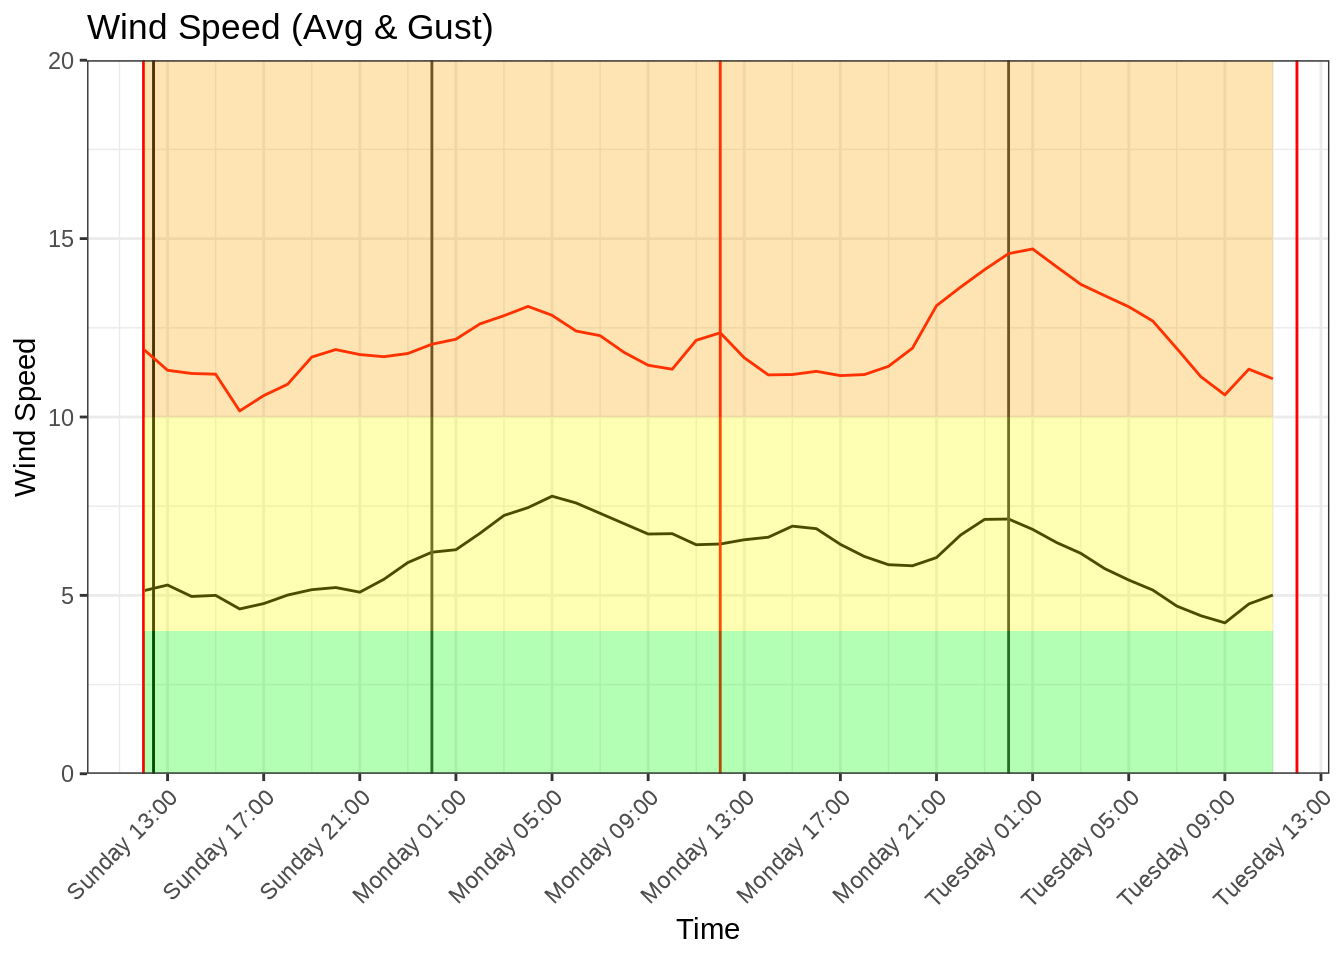 Wind Speed (Avg & Gust)
20
15
10
5
0
Wind Speed
Sunday 13:00
Sunday 17:00
Sunday 21:00
Monday 01:00
Monday 05:00
Monday 09:00
Monday 13:00
Monday 17:00
Monday 21:00
Tuesday 01:00
Tuesday 05:00
Tuesday 09:00
Tuesday 13:00
Time